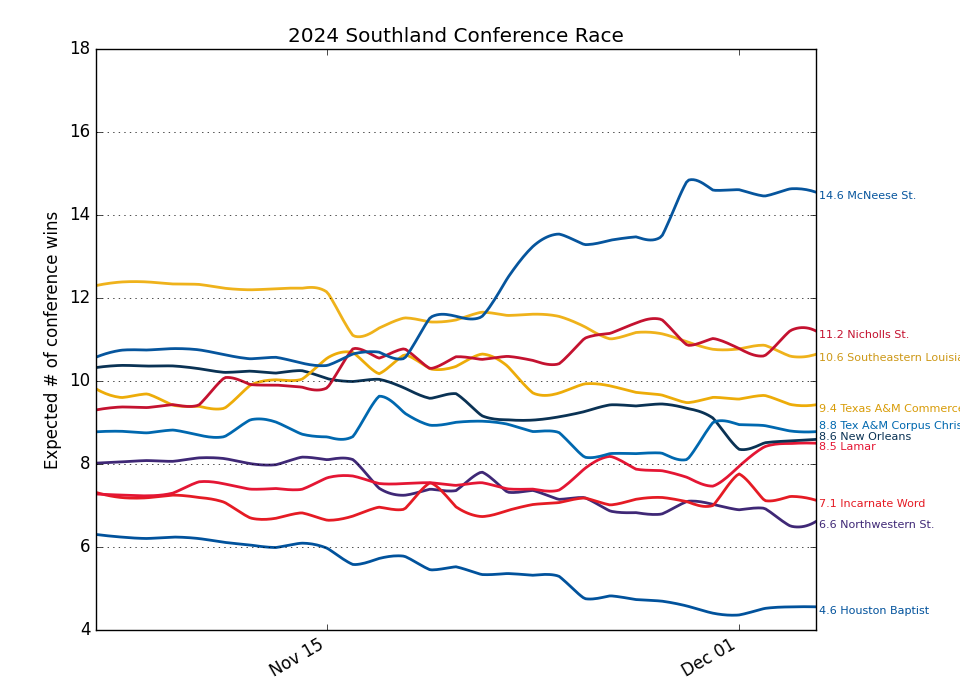 2024 Southland Conference Race
Expected # of conference wins
18
16
14
12
10
8
6
4
14.6 McNeese St.
11.2 Nicholls St.
10.6 Southeastern Louisia
9.4 Texas A&M Commerce
8.8 Tex A&M Corpus Chris
8.6 New Orleans
8.5 Lamar
7.1 Incarnate Word
6.6 Northwestern St.
4.6 Houston Baptist
Nov 15
Dec 01